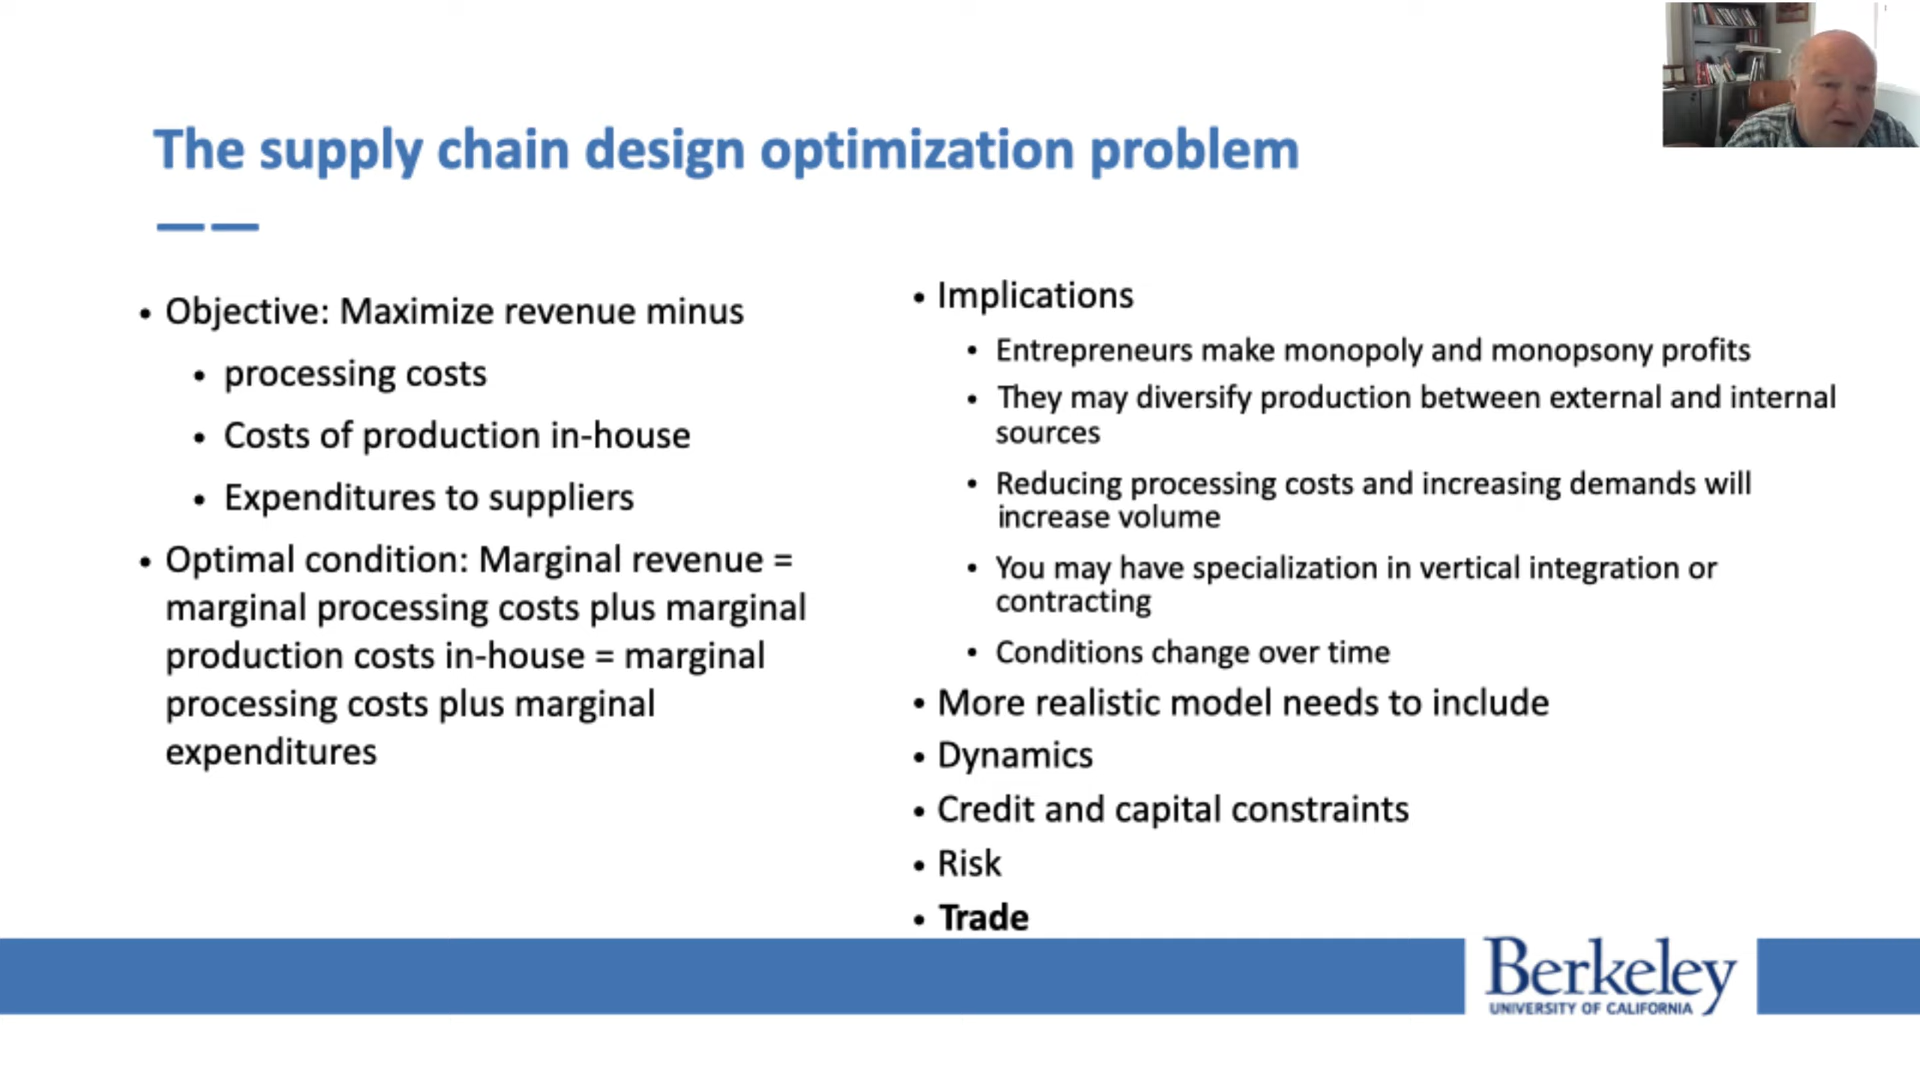 The supply chain design optimization problem
• Objective: Maximize revenue minus
• processing costs
• Costs of production in-house
• Expenditures to suppliers
• Optimal condition: Marginal revenue =
marginal processing costs plus marginal
production costs in-house = marginal
processing costs plus marginal
expenditures
• Implications
• Entrepreneurs make monopoly and monopsony profits
• They may diversify production between external and internal
sources
• Reducing processing costs and increasing demands will
increase volume
• You may have specialization in vertical integration or
contracting
• Conditions change over time
• More realistic model needs to include
• Dynamics
• Credit and capital constraints
• Risk
• Trade
Berkeley
UNIVERSITY OF CALIFORNIA